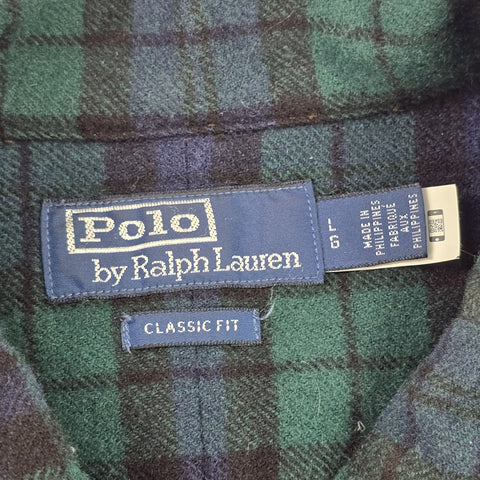 Polo
by Ralph Lauren
L
G
MADE IN
PHILIPPINES
FABRIQUÉ
AUX
PHILIPPINES
CLASSIC FIT